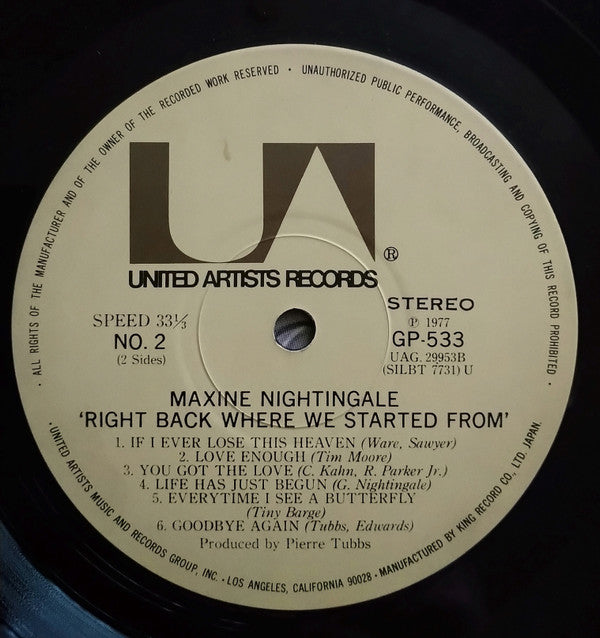 · ALL RIGHTS OF THE MANUFACTURER AND OF THE OWNER OF THE RECORDED WORK RESERVED · UNAUTHORIZED PUBLIC PERFORMANCE, BROADCASTING AND COPYING OF THIS RECORD PROHIBITED ·
UA®
UNITED ARTISTS RECORDS
SPEED 33⅓
NO. 2
(2 Sides)
STEREO
Ⓟ 1977
GP-533
UAG. 29953B
(SILBT 7731) U
MAXINE NIGHTINGALE
'RIGHT BACK WHERE WE STARTED FROM'
1. IF I EVER LOSE THIS HEAVEN (Ware, Sawyer)
2. LOVE ENOUGH (Tim Moore)
3. YOU GOT THE LOVE (C. Kahn, R. Parker Jr.)
4. LIFE HAS JUST BEGUN (G. Nightingale)
5. EVERYTIME I SEE A BUTTERFLY
(Tiny Barge)
6. GOODBYE AGAIN (Tubbs, Edwards)
Produced by Pierre Tubbs
· UNITED ARTISTS MUSIC AND RECORDS GROUP, INC. · LOS ANGELES, CALIFORNIA 90028 · MANUFACTURED BY KING RECORD CO., LTD. JAPAN.